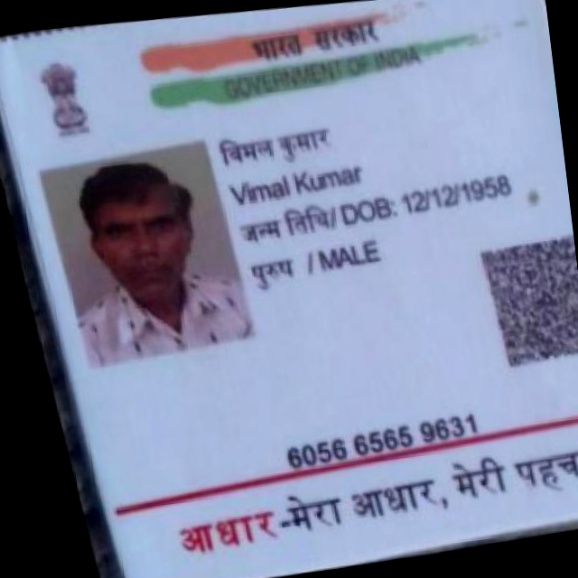 भारत सरकार
GOVERNMENT OF INDIA
विमल कुमार
Vimal Kumar
जन्म तिथि/ DOB: 12/12/1958
पुरुष / MALE
6056 6565 9631
आधार-मेरा आधार, मेरी पहच